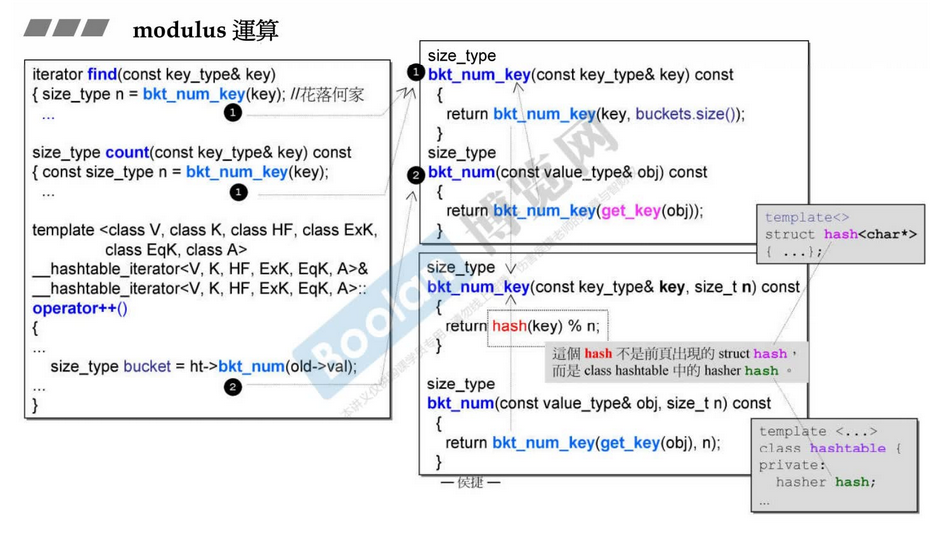 modulus 運算
iterator find(const key_type& key)
{ size_type n = bkt_num_key(key); //花落何家
1
...
size_type count(const key_type& key) const
{ const size_type n = bkt_num_key(key);
1
...
template <class V, class K, class HF, class ExK,
class EqK, class A>
__hashtable_iterator<V, K, HF, ExK, EqK, A>&
__hashtable_iterator<V, K, HF, ExK, EqK, A>::
operator++()
{
...
size_type bucket = ht->bkt_num(old->val);
2
...
}
size_type
1 bkt_num_key(const key_type& key) const
{
return bkt_num_key(key, buckets.size());
}
size_type
2 bkt_num(const value_type& obj) const
{
return bkt_num_key(get_key(obj));
}
size_type
bkt_num_key(const key_type& key, size_t n) const
{
return hash(key) % n;
}
size_type
bkt_num(const value_type& obj, size_t n) const
{
return bkt_num_key(get_key(obj), n);
}
template<>
struct hash<char*>
{ ...};
這個 hash 不是前頁出現的 struct hash，
而是 class hashtable 中的 hasher hash 。
template <...>
class hashtable {
private:
hasher hash;
...
— 侯捷 —
Boolan 博览网